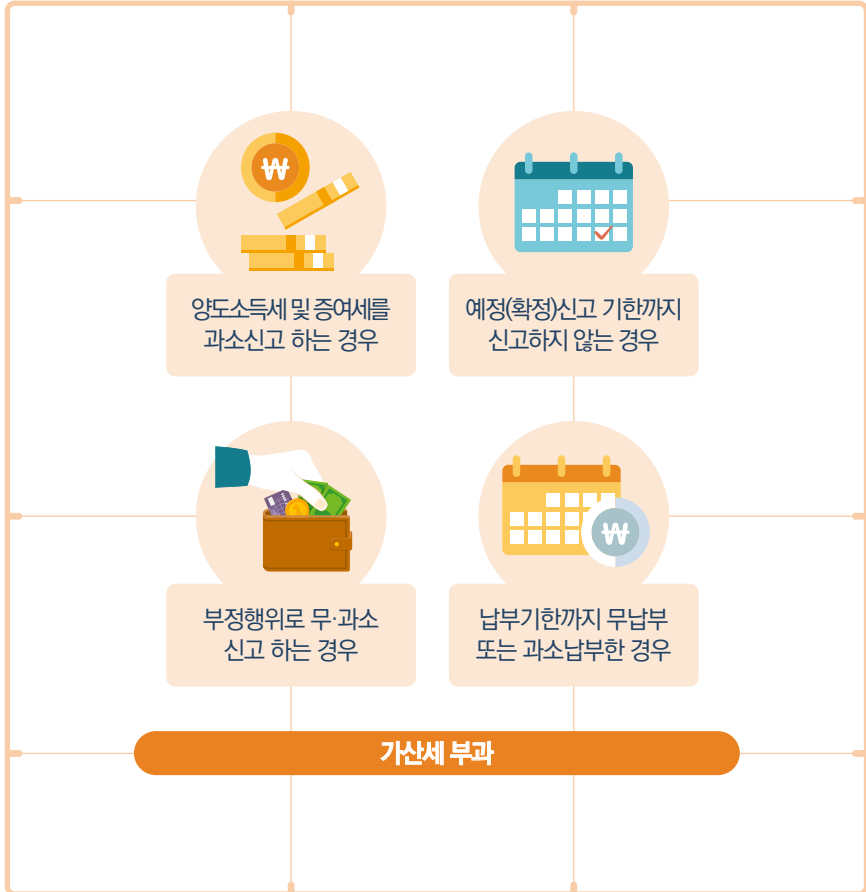 양도소득세 및 증여세를
과소신고 하는 경우
예정(확정)신고 기한까지
신고하지 않는 경우
부정행위로 무·과소
신고 하는 경우
납부기한까지 무납부
또는 과소납부한 경우
가산세 부과